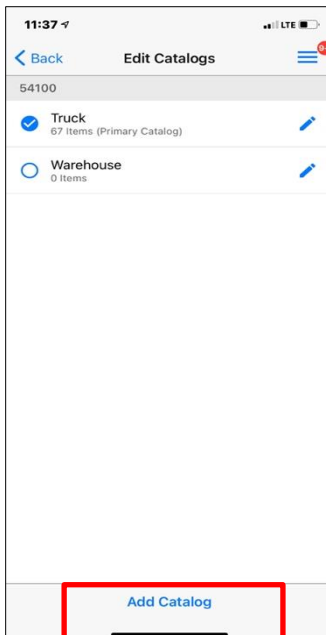 11:37
LTE
Back
Edit Catalogs
54100
Truck
67 Items (Primary Catalog)
Warehouse
0 Items
Add Catalog